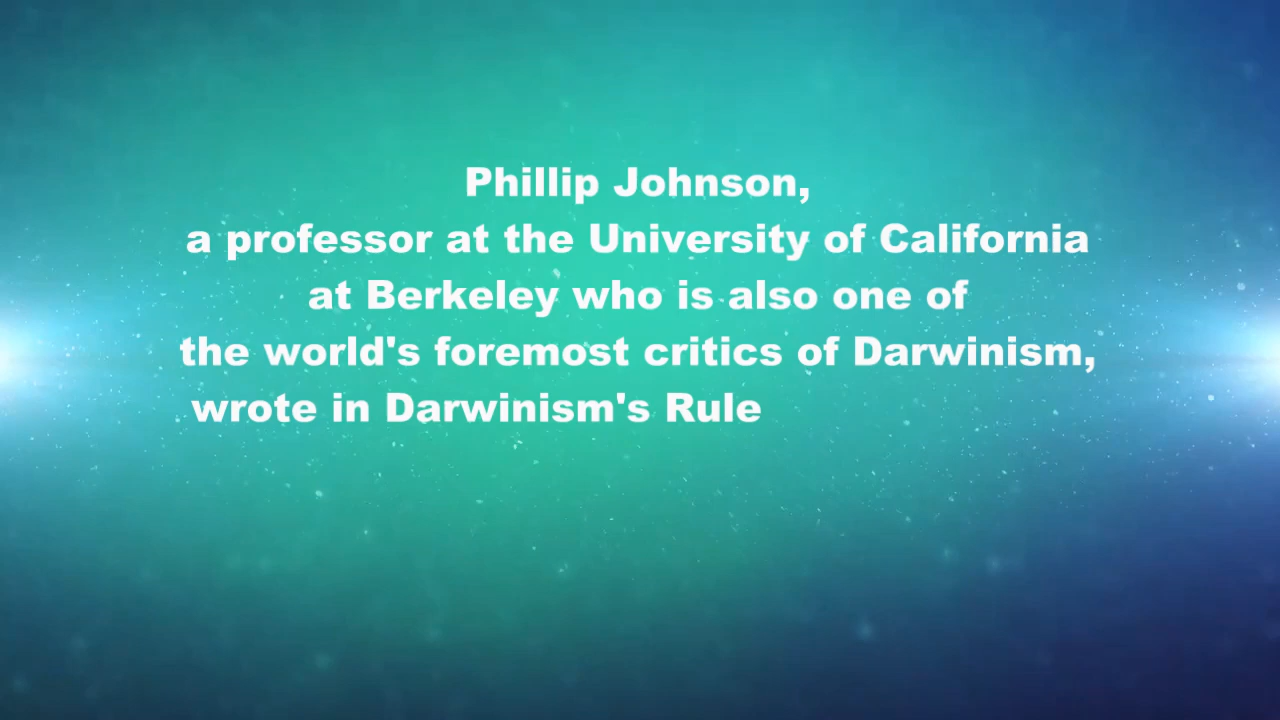 Phillip Johnson,
a professor at the University of California
at Berkeley who is also one of
the world's foremost critics of Darwinism,
wrote in Darwinism's Rule